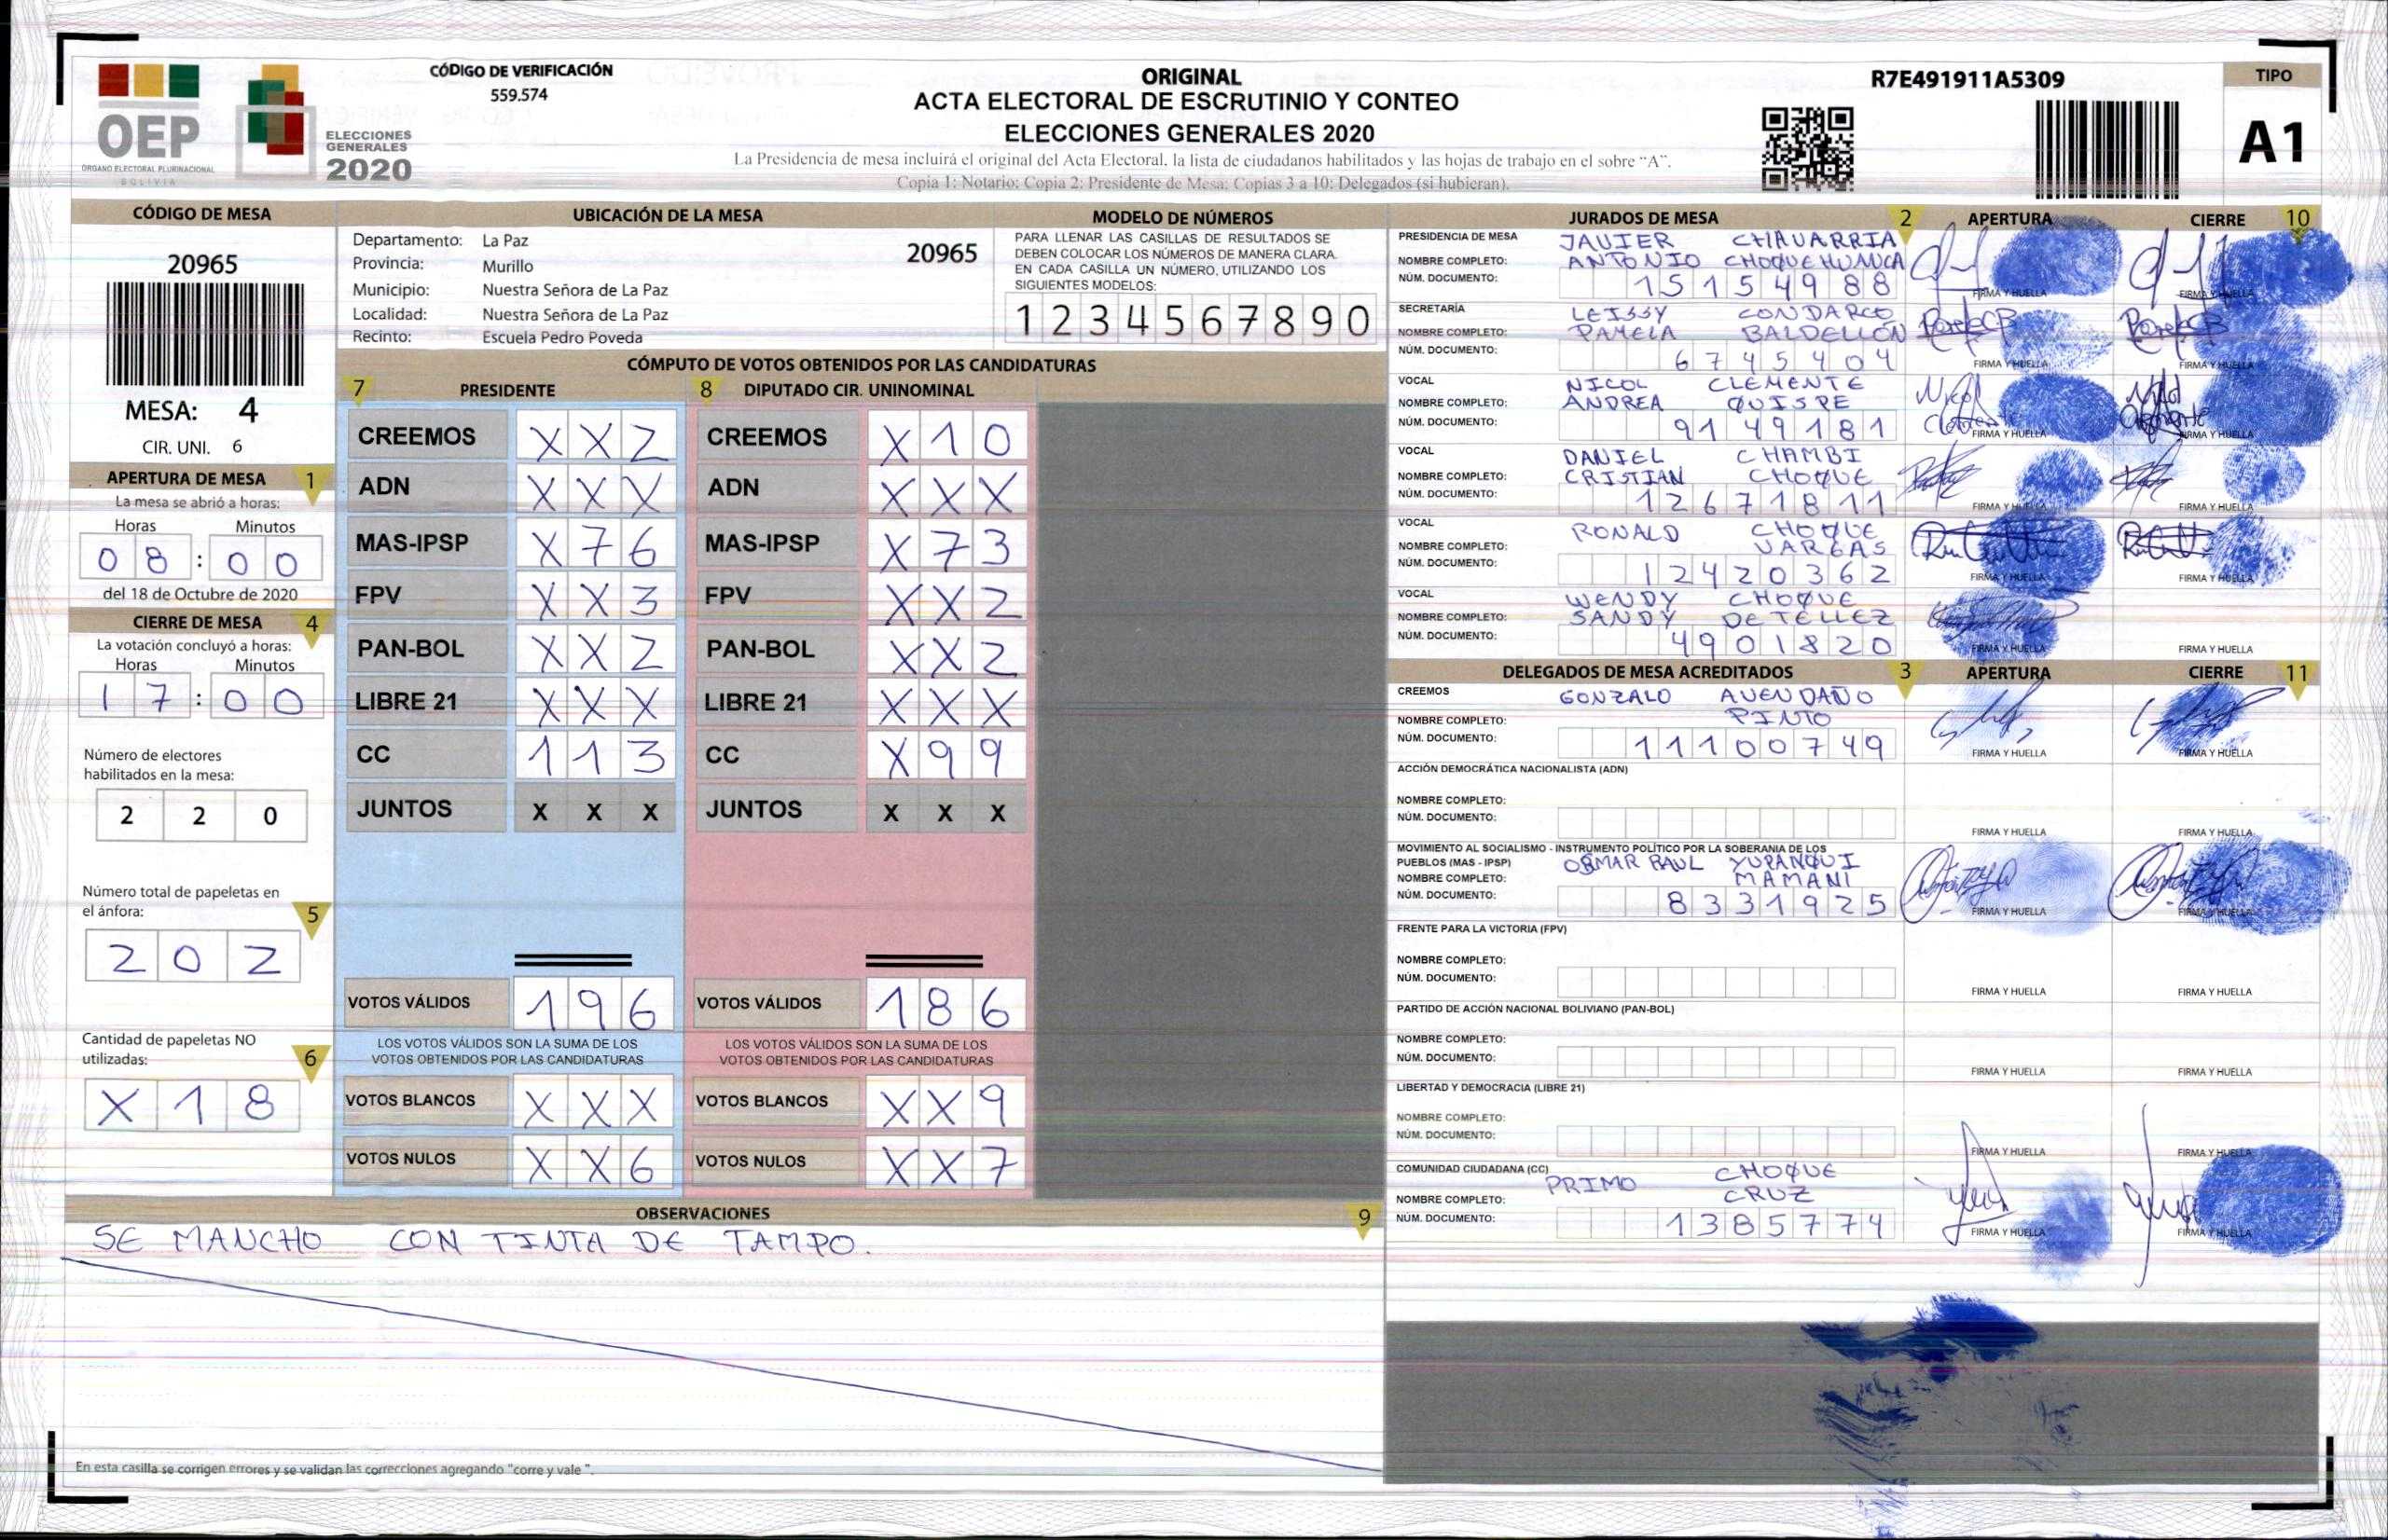 CÓDIGO DE VERIFICACIÓN
559.574
OEP
ÓRGANO ELECTORAL PLURINACIONAL
BOLIVIA
ELECCIONES
GENERALES
2020
ORIGINAL
ACTA ELECTORAL DE ESCRUTINIO Y CONTEO
ELECCIONES GENERALES 2020
La Presidencia de mesa incluirá el original del Acta Electoral, la lista de ciudadanos habilitados y las hojas de trabajo en el sobre “A”.
Copia 1: Notario; Copia 2: Presidente de Mesa; Copias 3 a 10: Delegados (si hubieran).
R7E491911A5309
TIPO
A1
CÓDIGO DE MESA
20965
MESA: 4
CIR. UNI. 6
APERTURA DE MESA 1
La mesa se abrió a horas:
Horas Minutos
0 8 : 0 0
del 18 de Octubre de 2020
CIERRE DE MESA 4
La votación concluyó a horas:
Horas Minutos
1 7 : 0 0
Número de electores
habilitados en la mesa:
2 2 0
Número total de papeletas en
el ánfora: 5
2 0 2
Cantidad de papeletas NO
utilizadas: 6
X 1 8
UBICACIÓN DE LA MESA
Departamento: La Paz 20965
Provincia: Murillo
Municipio: Nuestra Señora de La Paz
Localidad: Nuestra Señora de La Paz
Recinto: Escuela Pedro Poveda
MODELO DE NÚMEROS
PARA LLENAR LAS CASILLAS DE RESULTADOS SE
DEBEN COLOCAR LOS NÚMEROS DE MANERA CLARA.
EN CADA CASILLA UN NÚMERO, UTILIZANDO LOS
SIGUIENTES MODELOS:
1 2 3 4 5 6 7 8 9 0
CÓMPUTO DE VOTOS OBTENIDOS POR LAS CANDIDATURAS
7 PRESIDENTE
CREEMOS X X 2
ADN X X X
MAS-IPSP X 7 6
FPV X X 3
PAN-BOL X X 2
LIBRE 21 X X X
CC 1 1 3
JUNTOS X X X
VOTOS VÁLIDOS 1 9 6
LOS VOTOS VÁLIDOS SON LA SUMA DE LOS
VOTOS OBTENIDOS POR LAS CANDIDATURAS
VOTOS BLANCOS X X X
VOTOS NULOS X X 6
8 DIPUTADO CIR. UNINOMINAL
CREEMOS X 1 0
ADN X X X
MAS-IPSP X 7 3
FPV X X 2
PAN-BOL X X 2
LIBRE 21 X X X
CC X 9 9
JUNTOS X X X
VOTOS VÁLIDOS 1 8 6
LOS VOTOS VÁLIDOS SON LA SUMA DE LOS
VOTOS OBTENIDOS POR LAS CANDIDATURAS
VOTOS BLANCOS X X 9
VOTOS NULOS X X 7
OBSERVACIONES 9
SE MANCHO CON TINTA DE TAMPO.
En esta casilla se corrigen errores y se validan las correcciones agregando "corre y vale ".
JURADOS DE MESA 2 APERTURA CIERRE 10
PRESIDENCIA DE MESA JAVIER CHAVARRIA
NOMBRE COMPLETO: ANTONIO CHOQUEHUANCA
NÚM. DOCUMENTO: 1 5 1 5 4 9 8 8
FIRMA Y HUELLA FIRMA Y HUELLA
SECRETARÍA LEISSY CONDARCO
NOMBRE COMPLETO: PAMELA BALDELLON
NÚM. DOCUMENTO: 6 7 4 5 4 0 4
FIRMA Y HUELLA FIRMA Y HUELLA
VOCAL NICOL CLEMENTE
NOMBRE COMPLETO: ANDREA QUISPE
NÚM. DOCUMENTO: 9 1 4 9 1 8 1
FIRMA Y HUELLA FIRMA Y HUELLA
VOCAL DANIEL CHAMBI
NOMBRE COMPLETO: CRISTIAN CHOQUE
NÚM. DOCUMENTO: 1 2 6 7 1 8 1 1
FIRMA Y HUELLA FIRMA Y HUELLA
VOCAL RONALD CHOQUE
NOMBRE COMPLETO: VARGAS
NÚM. DOCUMENTO: 1 2 4 2 0 3 6 2
FIRMA Y HUELLA FIRMA Y HUELLA
VOCAL WENDY CHOQUE
NOMBRE COMPLETO: SANDY DE TELLEZ
NÚM. DOCUMENTO: 4 9 0 1 8 2 0
FIRMA Y HUELLA FIRMA Y HUELLA
DELEGADOS DE MESA ACREDITADOS 3 APERTURA CIERRE 11
CREEMOS GONZALO AVENDAÑO
NOMBRE COMPLETO: PINTO
NÚM. DOCUMENTO: 1 1 1 0 0 7 4 9
FIRMA Y HUELLA FIRMA Y HUELLA
ACCIÓN DEMOCRÁTICA NACIONALISTA (ADN)
NOMBRE COMPLETO:
NÚM. DOCUMENTO:
FIRMA Y HUELLA FIRMA Y HUELLA
MOVIMIENTO AL SOCIALISMO - INSTRUMENTO POLÍTICO POR LA SOBERANIA DE LOS
PUEBLOS (MAS - IPSP) OSMAR RAUL YUPANQUI
NOMBRE COMPLETO: MAMANI
NÚM. DOCUMENTO: 8 3 3 1 9 2 5
FIRMA Y HUELLA FIRMA Y HUELLA
FRENTE PARA LA VICTORIA (FPV)
NOMBRE COMPLETO:
NÚM. DOCUMENTO:
FIRMA Y HUELLA FIRMA Y HUELLA
PARTIDO DE ACCIÓN NACIONAL BOLIVIANO (PAN-BOL)
NOMBRE COMPLETO:
NÚM. DOCUMENTO:
FIRMA Y HUELLA FIRMA Y HUELLA
LIBERTAD Y DEMOCRACIA (LIBRE 21)
NOMBRE COMPLETO:
NÚM. DOCUMENTO:
FIRMA Y HUELLA FIRMA Y HUELLA
COMUNIDAD CIUDADANA (CC) PRIMO CHOQUE
NOMBRE COMPLETO: CRUZ
NÚM. DOCUMENTO: 1 3 8 5 7 7 4
FIRMA Y HUELLA FIRMA Y HUELLA